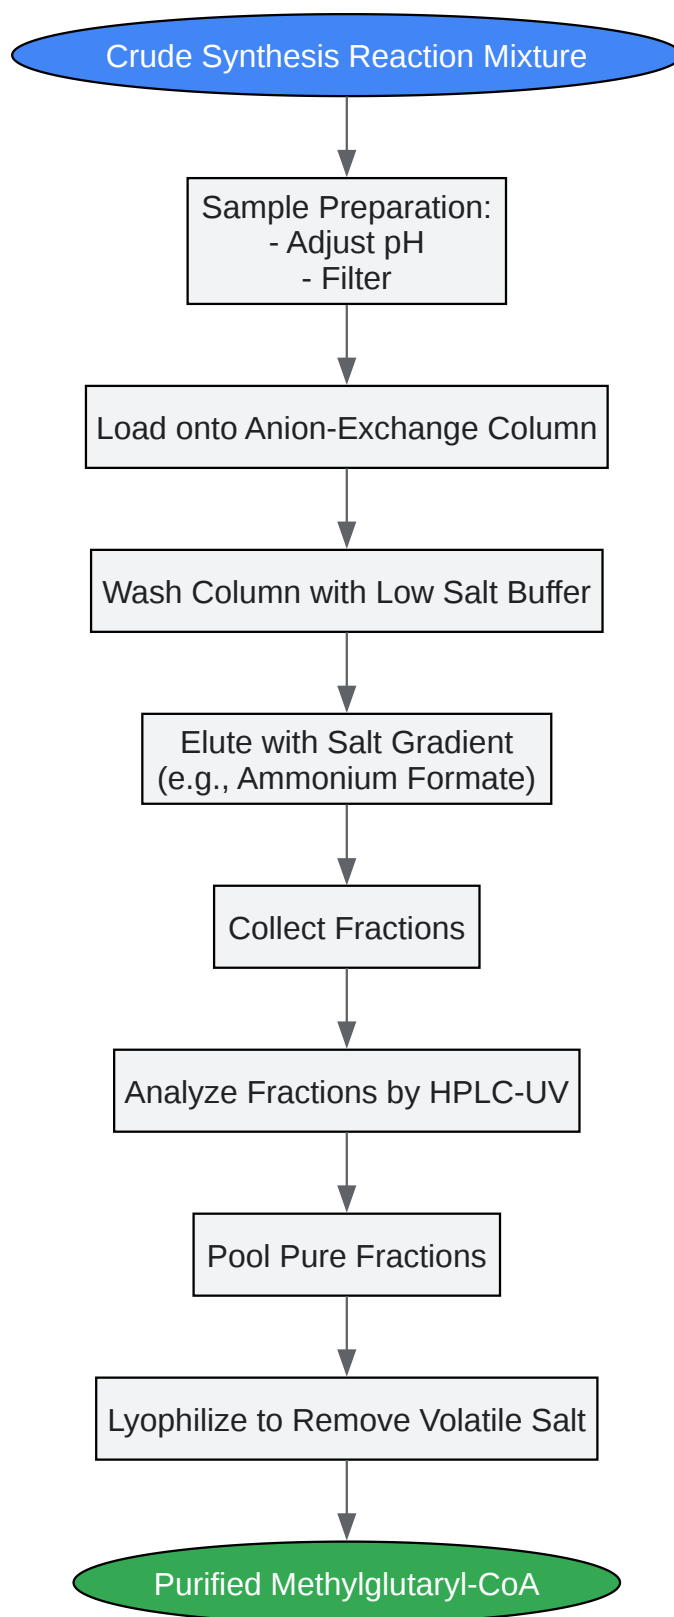 Crude Synthesis Reaction Mixture
Sample Preparation:
- Adjust pH
- Filter
Load onto Anion-Exchange Column
Wash Column with Low Salt Buffer
Elute with Salt Gradient
(e.g., Ammonium Formate)
Collect Fractions
Analyze Fractions by HPLC-UV
Pool Pure Fractions
Lyophilize to Remove Volatile Salt
Purified Methylglutaryl-CoA